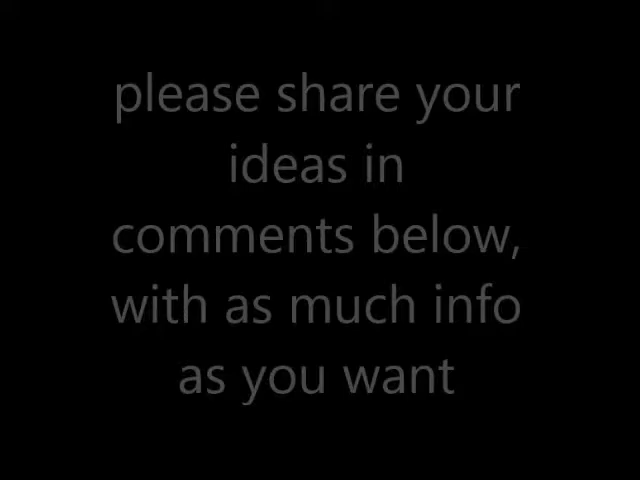 please share your
ideas in
comments below,
with as much info
as you want